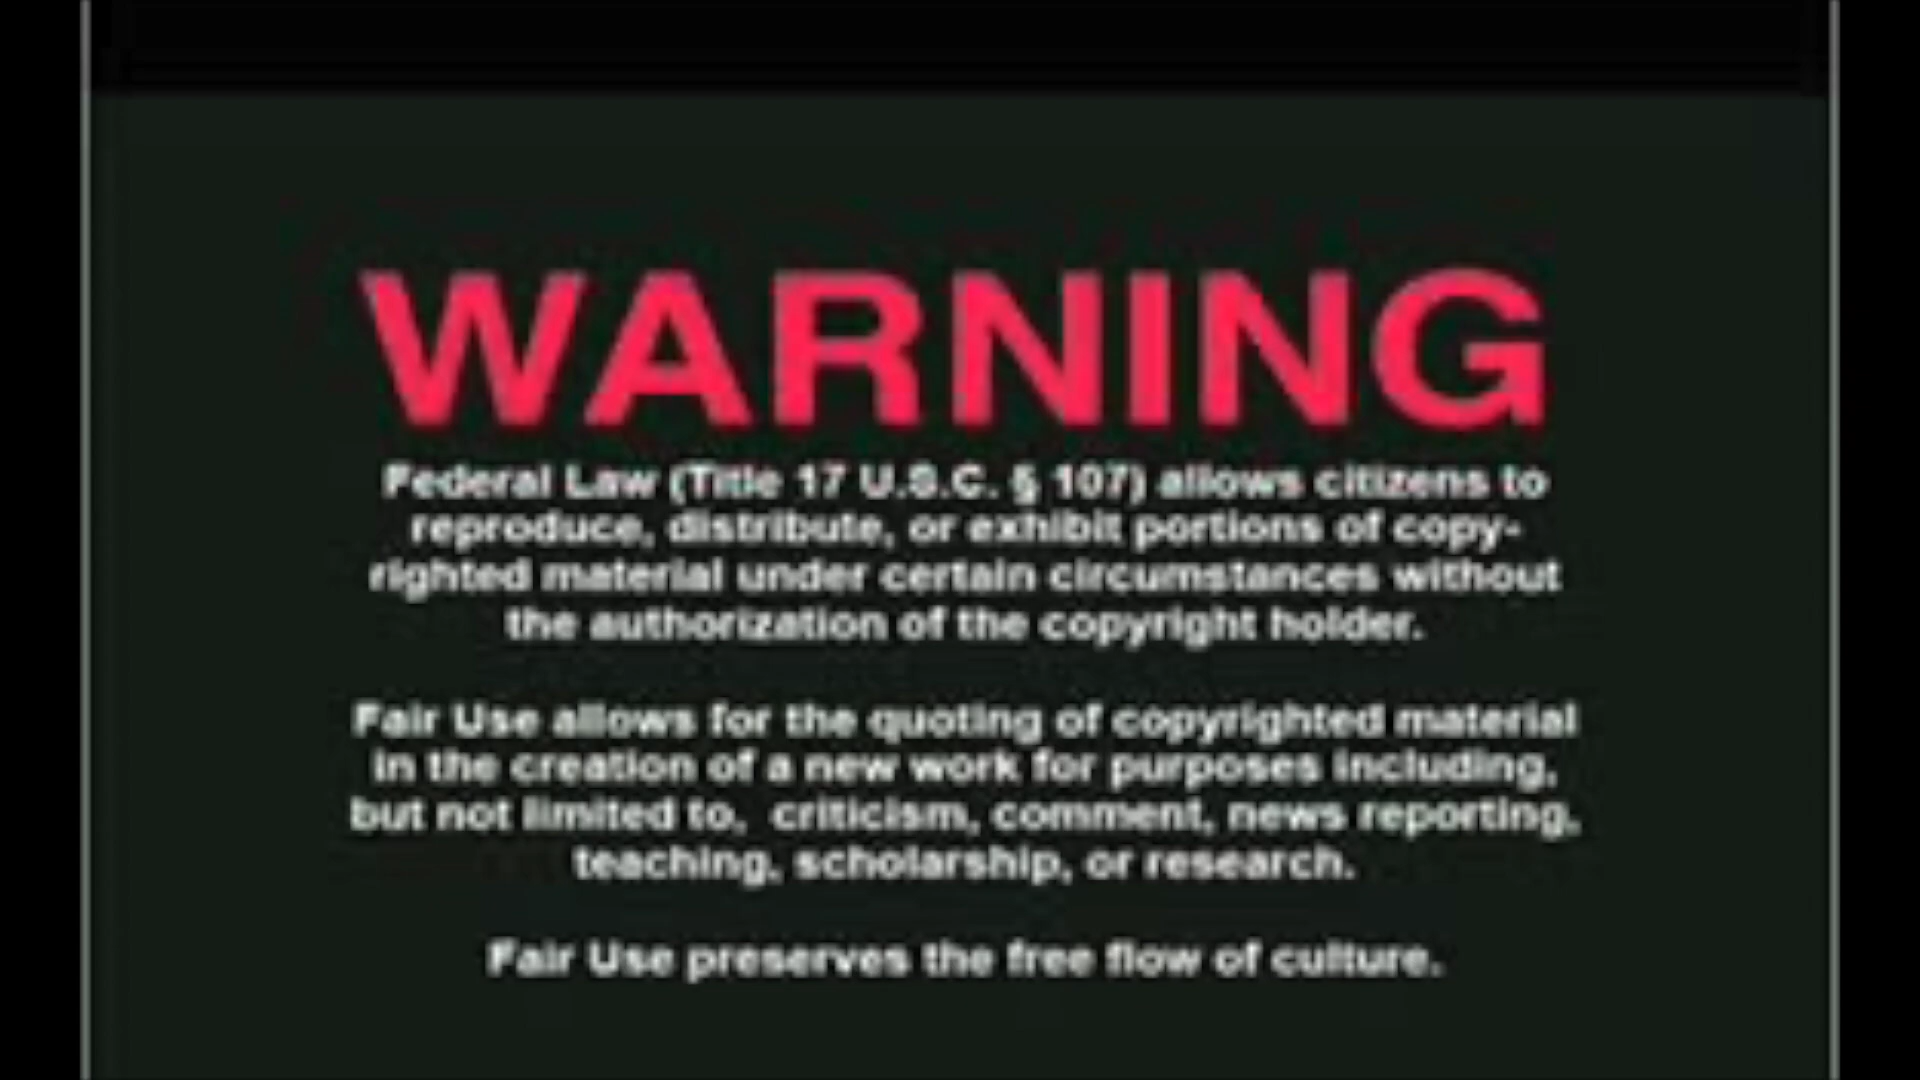 WARNING
Federal Law (Title 17 U.S.C. § 107) allows citizens to
reproduce, distribute, or exhibit portions of copy-
righted material under certain circumstances without
the authorization of the copyright holder.
Fair Use allows for the quoting of copyrighted material
in the creation of a new work for purposes including,
but not limited to, criticism, comment, news reporting,
teaching, scholarship, or research.
Fair Use preserves the free flow of culture.